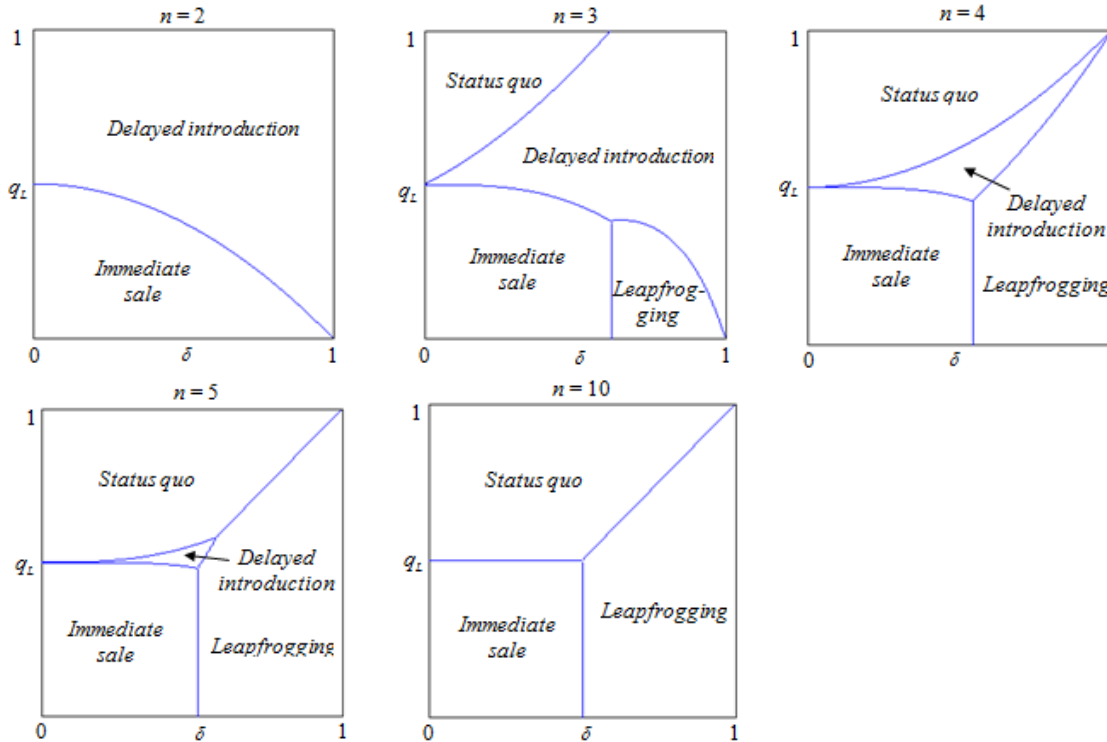 n = 2
1
Delayed introduction
q_L
Immediate
sale
0
δ
1
n = 3
1
Status quo
Delayed introduction
q_L
Immediate
sale
Leapfrog-
ging
0
δ
1
n = 4
1
Status quo
q_L
Delayed
introduction
Immediate
sale
Leapfrogging
0
δ
1
n = 5
1
Status quo
q_L
Delayed
introduction
Immediate
sale
Leapfrogging
0
δ
1
n = 10
1
Status quo
q_L
Immediate
sale
Leapfrogging
0
δ
1